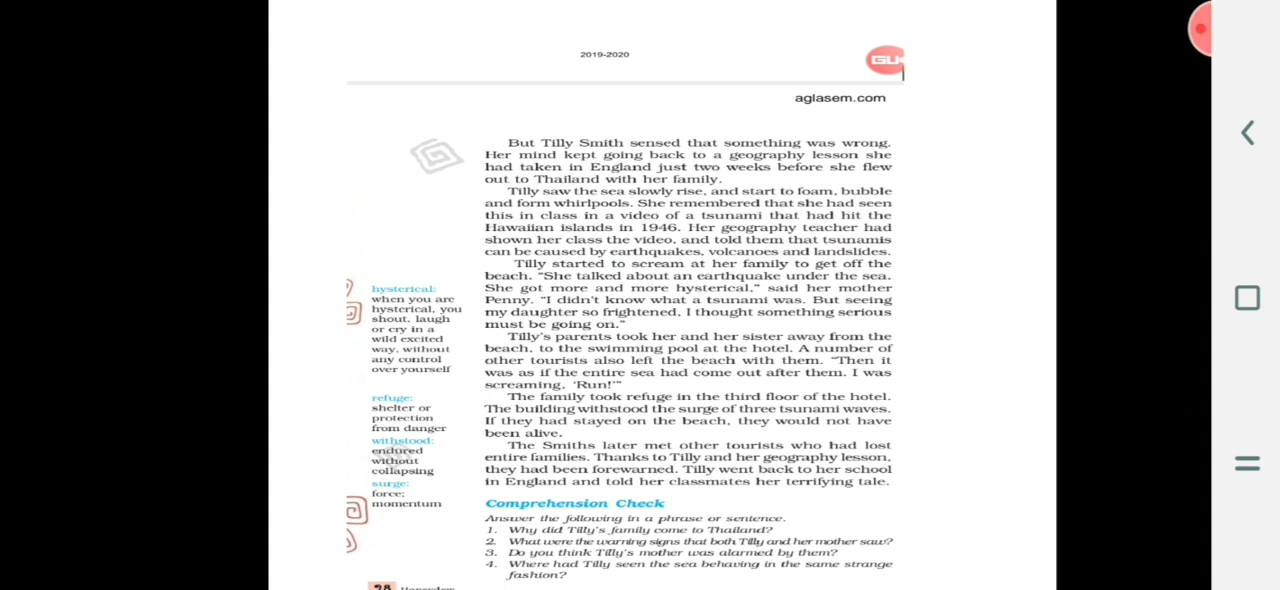 2019-2020
GU
aglasem.com
But Tilly Smith sensed that something was wrong.
Her mind kept going back to a geography lesson she
had taken in England just two weeks before she flew
out to Thailand with her family.
Tilly saw the sea slowly rise, and start to foam, bubble
and form whirlpools. She remembered that she had seen
this in class in a video of a tsunami that had hit the
Hawaiian islands in 1946. Her geography teacher had
shown her class the video, and told them that tsunamis
can be caused by earthquakes, volcanoes and landslides.
Tilly started to scream at her family to get off the
beach. “She talked about an earthquake under the sea.
She got more and more hysterical,” said her mother
Penny. “I didn't know what a tsunami was. But seeing
my daughter so frightened, I thought something serious
must be going on.”
Tilly's parents took her and her sister away from the
beach, to the swimming pool at the hotel. A number of
other tourists also left the beach with them. “Then it
was as if the entire sea had come out after them. I was
screaming, ‘Run!’”
The family took refuge in the third floor of the hotel.
The building withstood the surge of three tsunami waves.
If they had stayed on the beach, they would not have
been alive.
The Smiths later met other tourists who had lost
entire families. Thanks to Tilly and her geography lesson,
they had been forewarned. Tilly went back to her school
in England and told her classmates her terrifying tale.
hysterical:
when you are
hysterical, you
shout, laugh
or cry in a
wild excited
way, without
any control
over yourself
refuge:
shelter or
protection
from danger
withstood:
endured
without
collapsing
surge:
force;
momentum
Comprehension Check
Answer the following in a phrase or sentence.
1. Why did Tilly's family come to Thailand?
2. What were the warning signs that both Tilly and her mother saw?
3. Do you think Tilly's mother was alarmed by them?
4. Where had Tilly seen the sea behaving in the same strange
fashion?
28 Honeydew